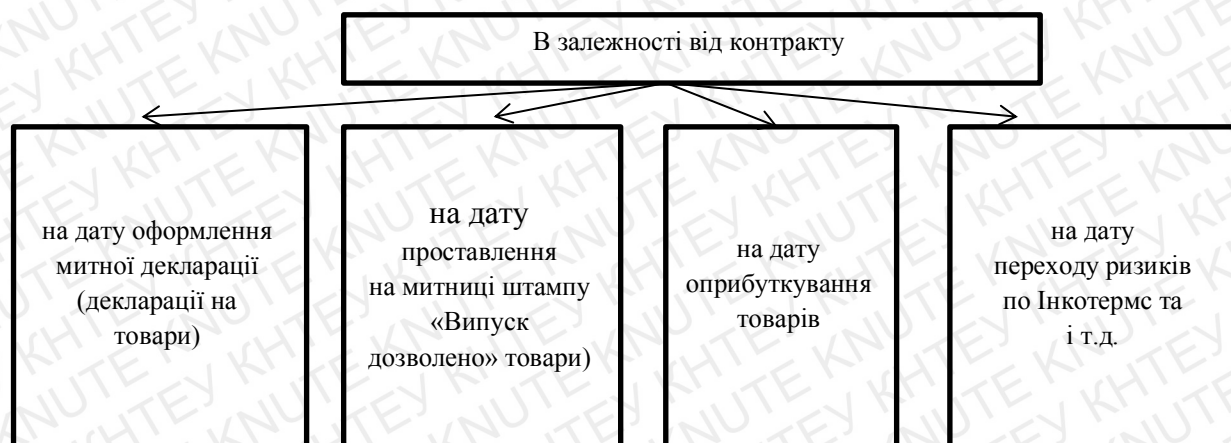 В залежності від контракту
на дату оформлення
митної декларації
(декларації на
товари)
на дату
проставлення
на митниці штампу
«Випуск
дозволено» товари)
на дату
оприбуткування
товарів
на дату
переходу ризиків
по Інкотермс та
і т.д.